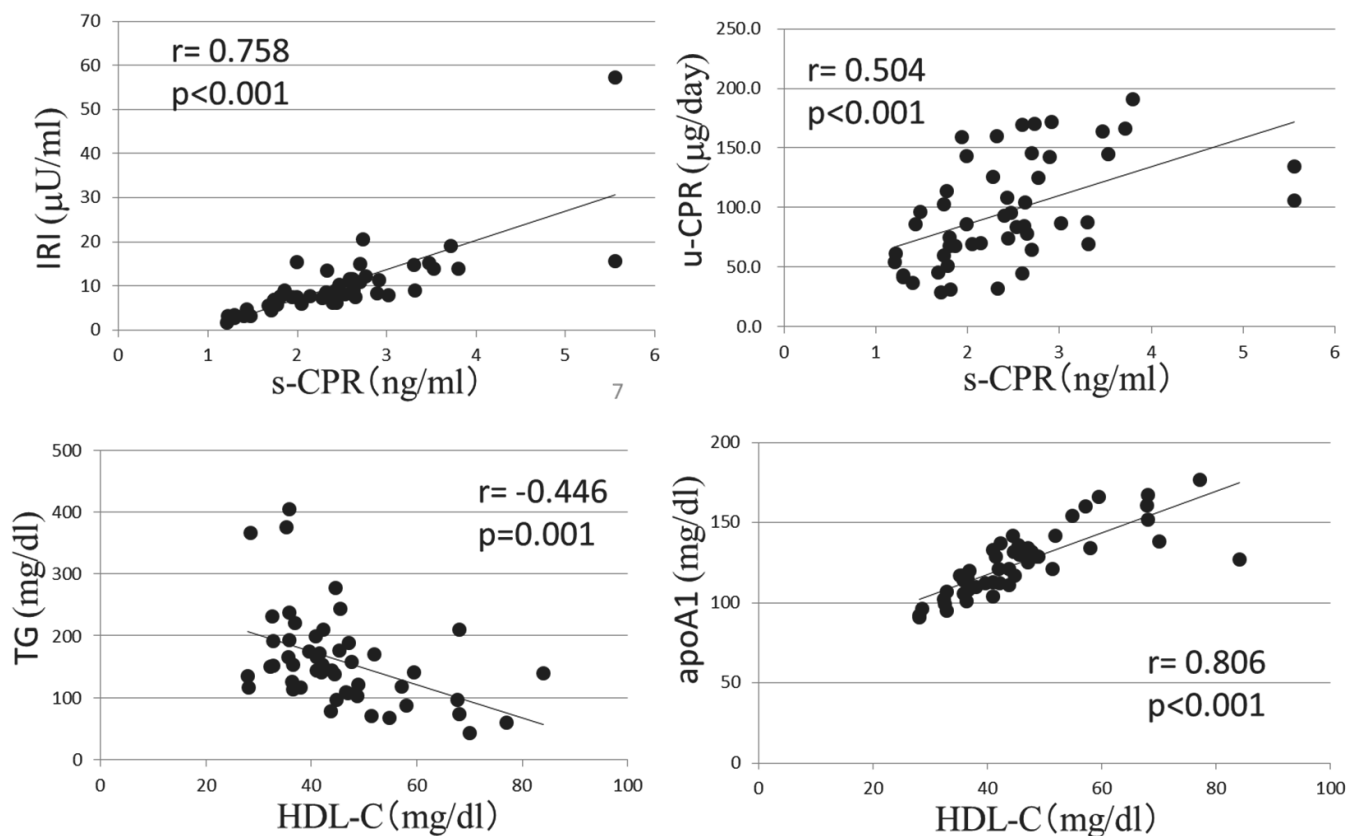 70
60
50
40
30
20
10
0
IRI (μU/ml)
r= 0.758
p<0.001
0 1 2 3 4 5 6
s-CPR(ng/ml)
7
250.0
200.0
150.0
100.0
50.0
0.0
u-CPR (μg/day)
r= 0.504
p<0.001
0 1 2 3 4 5 6
s-CPR(ng/ml)
500
400
300
200
100
0
TG (mg/dl)
r= -0.446
p=0.001
0 20 40 60 80 100
HDL-C(mg/dl)
200
150
100
50
0
apoA1 (mg/dl)
r= 0.806
p<0.001
0 20 40 60 80 100
HDL-C(mg/dl)